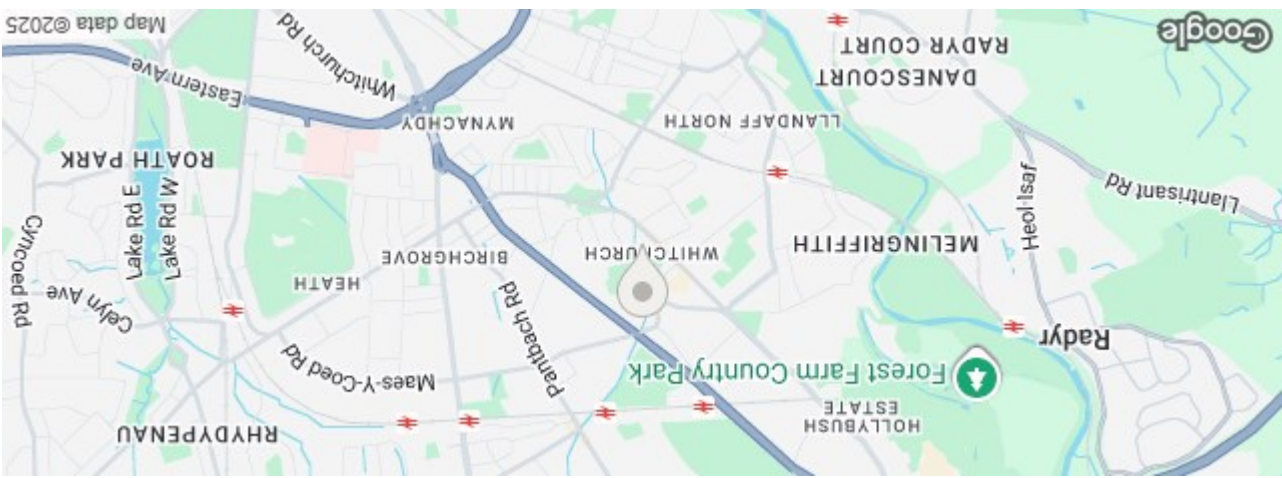 RHYDYPENAU
HOLLYBUSH
ESTATE
Forest Farm Country Park
Maes-Y-Coed Rd
Pantbach Rd
Radyr
Celyn Ave
Cyncoed Rd
HEATH
BIRCHGROVE
WHITCHURCH
MELINGRIFFITH
Heol Isaf
Lake Rd E
Lake Rd W
Llantrisant Rd
ROATH PARK
MYNACHDY
LLANDAFF NORTH
Eastern Ave
Whitchurch Rd
DANESCOURT
RADYR COURT
Google
Map data ©2025